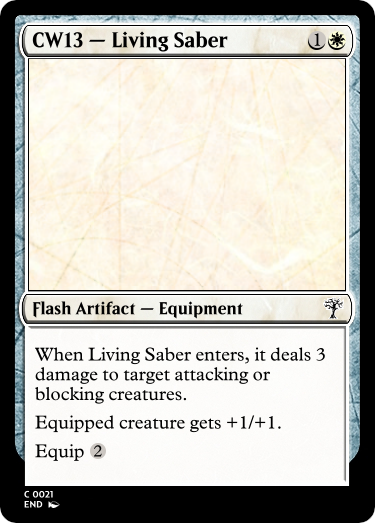 CW13 — Living Saber 1
Flash Artifact — Equipment
When Living Saber enters, it deals 3
damage to target attacking or
blocking creatures.
Equipped creature gets +1/+1.
Equip 2
C 0021
END